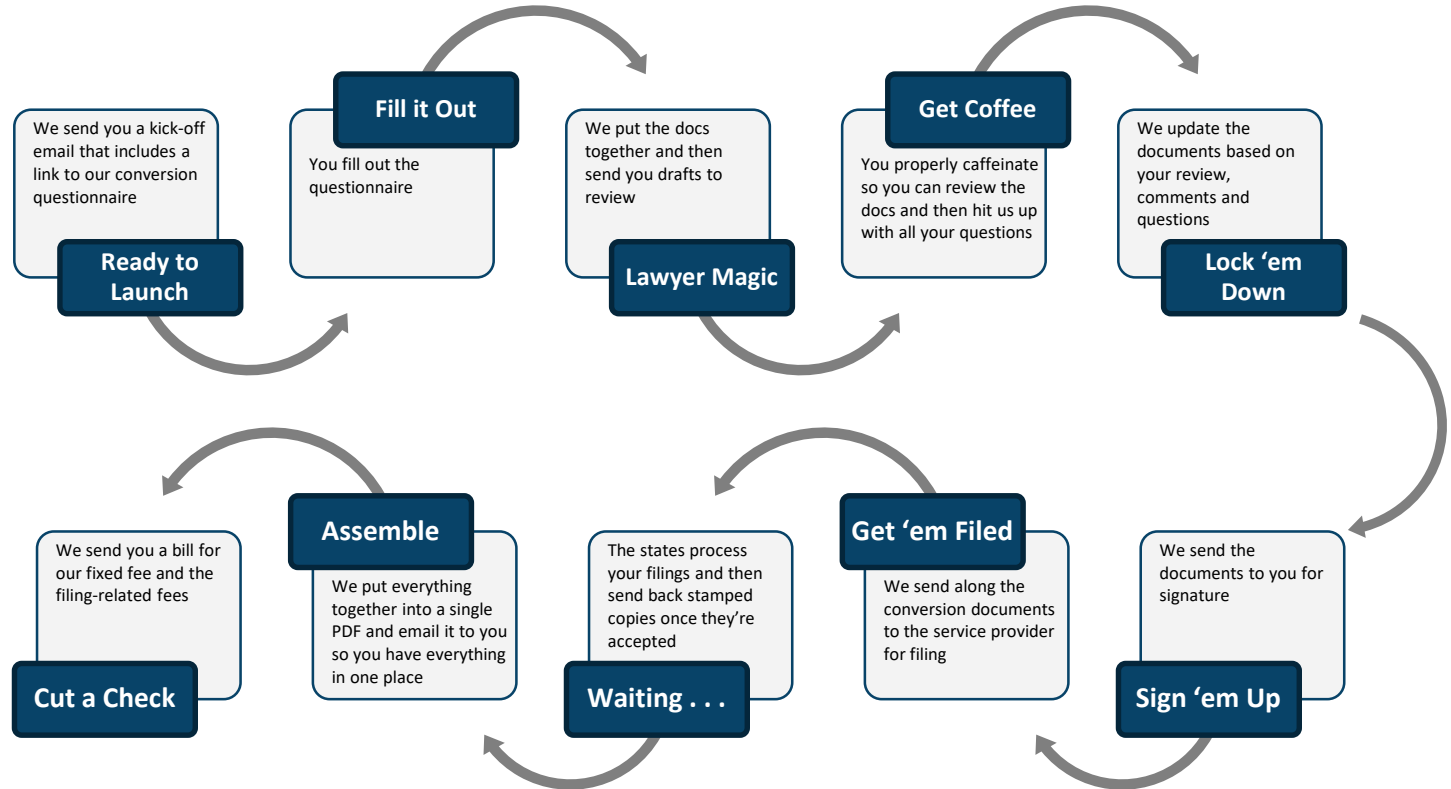 We send you a kick-off
email that includes a
link to our conversion
questionnaire
Ready to
Launch
Fill it Out
You fill out the
questionnaire
We put the docs
together and then
send you drafts to
review
Lawyer Magic
Get Coffee
You properly caffeinate
so you can review the
docs and then hit us up
with all your questions
We update the
documents based on
your review,
comments and
questions
Lock ‘em
Down
We send the
documents to you for
signature
Sign ‘em Up
Get ‘em Filed
We send along the
conversion documents
to the service provider
for filing
The states process
your filings and then
send back stamped
copies once they’re
accepted
Waiting . . .
Assemble
We put everything
together into a single
PDF and email it to you
so you have everything
in one place
We send you a bill for
our fixed fee and the
filing-related fees
Cut a Check